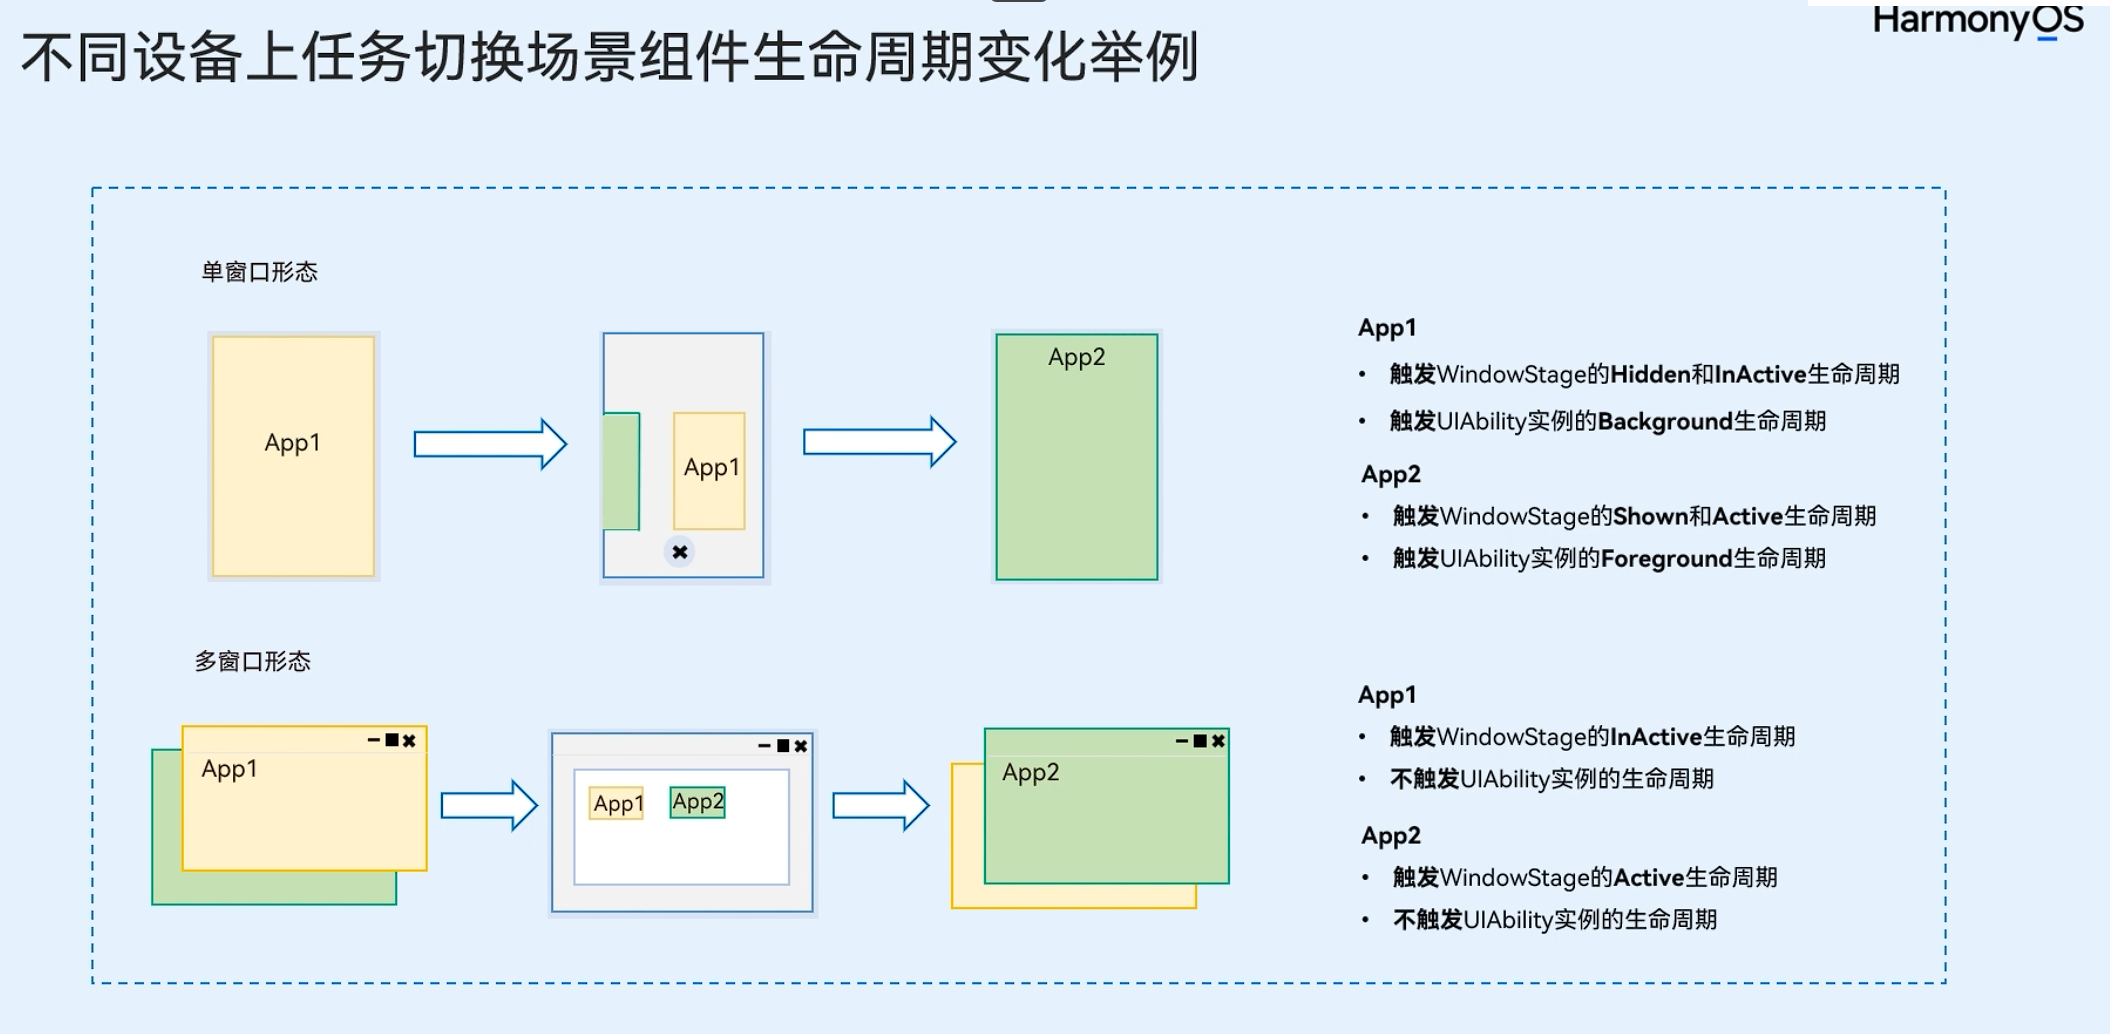 HarmonyOS
不同设备上任务切换场景组件生命周期变化举例
单窗口形态
App1
App1
App2
App1
• 触发WindowStage的Hidden和InActive生命周期
• 触发UIAbility实例的Background生命周期
App2
• 触发WindowStage的Shown和Active生命周期
• 触发UIAbility实例的Foreground生命周期
多窗口形态
App1
App1
App2
App2
App1
• 触发WindowStage的InActive生命周期
• 不触发UIAbility实例的生命周期
App2
• 触发WindowStage的Active生命周期
• 不触发UIAbility实例的生命周期